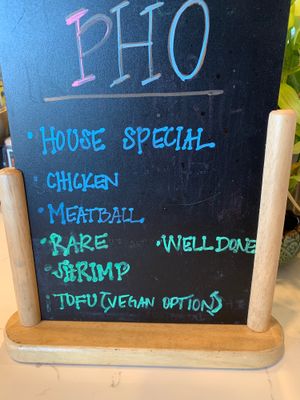 PHO
• HOUSE SPECIAL
• CHICKEN
• MEATBALL
• RARE • WELL DONE
• SHRIMP
• TOFU (VEGAN OPTION)